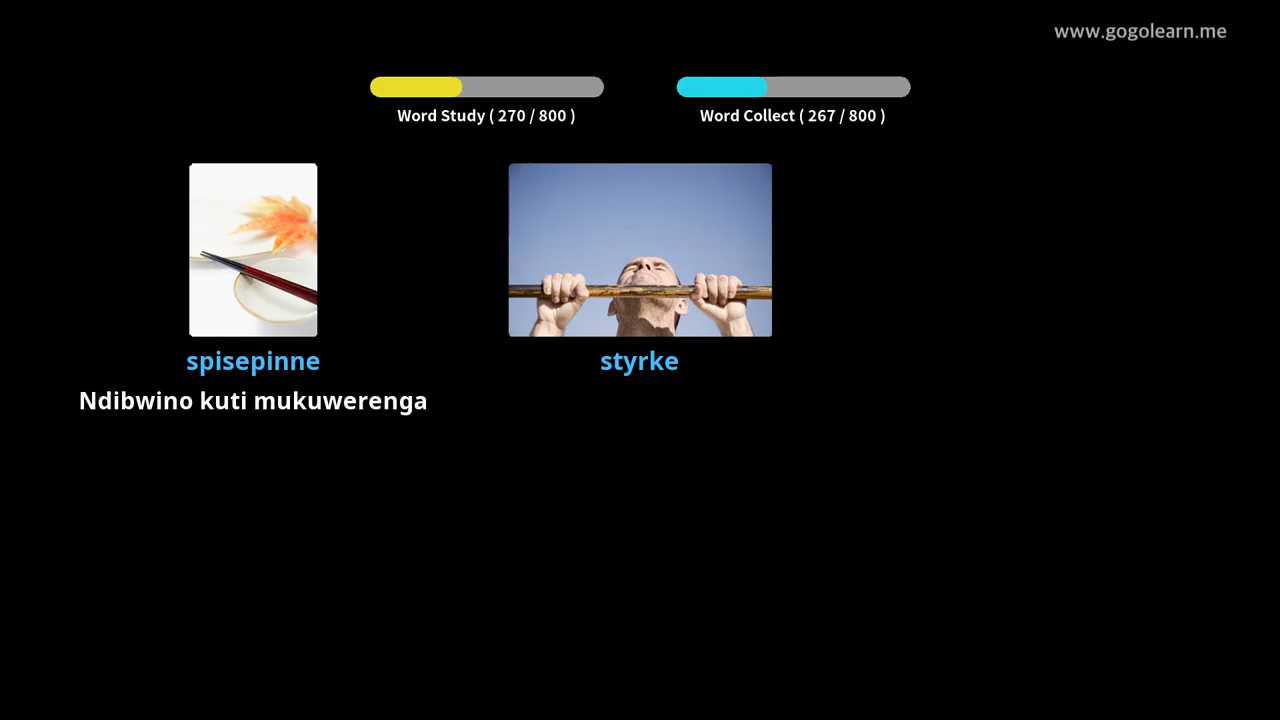 www.gogolearn.me
Word Study ( 270 / 800 )
Word Collect ( 267 / 800 )
spisepinne
styrke
Ndibwino kuti mukuwerenga